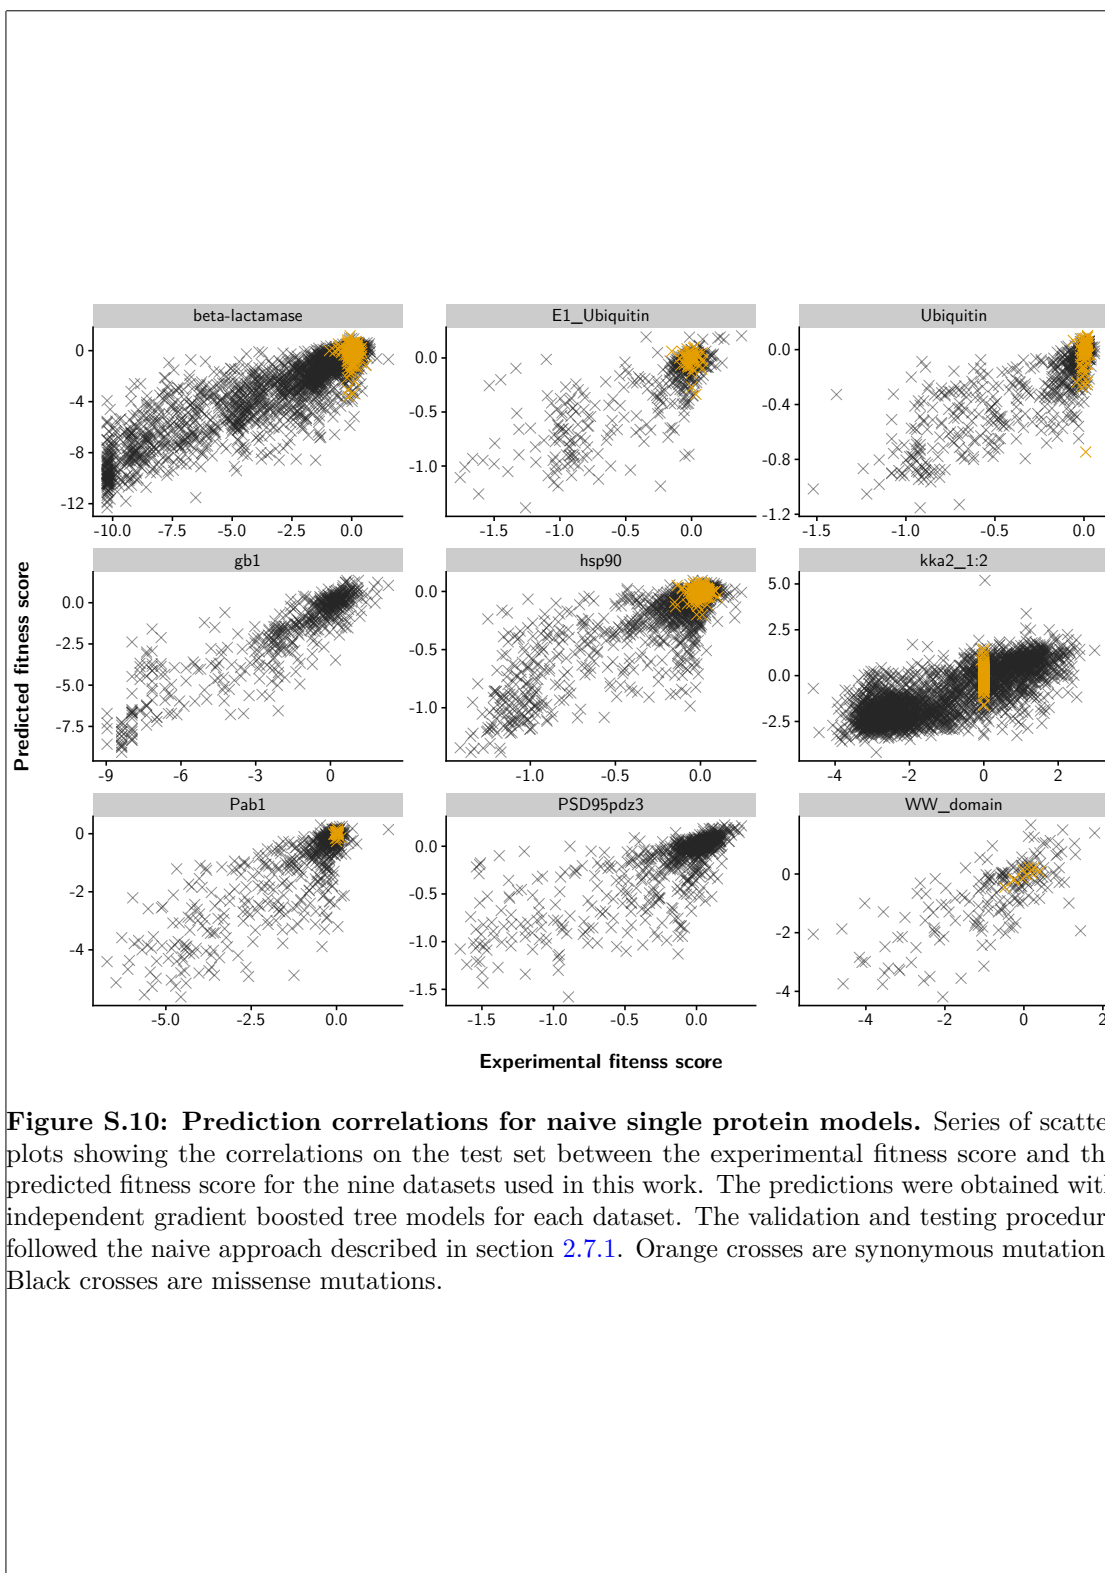 beta-lactamase
E1_Ubiquitin
Ubiquitin
0
-4
-8
-12
-10.0 -7.5 -5.0 -2.5 0.0
0.0
-0.5
-1.0
-1.5 -1.0 -0.5 0.0
0.0
-0.4
-0.8
-1.2
-1.5 -1.0 -0.5 0.0
gb1
hsp90
kka2_1:2
0.0
-2.5
-5.0
-7.5
-9 -6 -3 0
0.0
-0.5
-1.0
-1.0 -0.5 0.0
5.0
2.5
0.0
-2.5
-4 -2 0 2
Pab1
PSD95pdz3
WW_domain
0
-2
-4
-5.0 -2.5 0.0
0.0
-0.5
-1.0
-1.5
-1.5 -1.0 -0.5 0.0
0
-2
-4
-4 -2 0 2
Predicted fitness score
Experimental fitenss score
Figure S.10: Prediction correlations for naive single protein models. Series of scatte
plots showing the correlations on the test set between the experimental fitness score and th
predicted fitness score for the nine datasets used in this work. The predictions were obtained wit
independent gradient boosted tree models for each dataset. The validation and testing procedur
followed the naive approach described in section 2.7.1. Orange crosses are synonymous mutation
Black crosses are missense mutations.